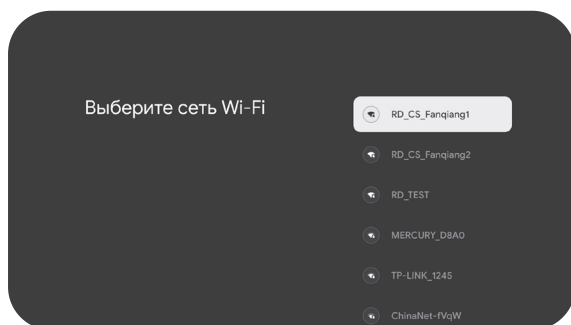 Выберите сеть Wi-Fi
RD_CS_Fanqiang1
RD_CS_Fanqiang2
RD_TEST
MERCURY_D8A0
TP-LINK_1245
ChinaNet-fVqW